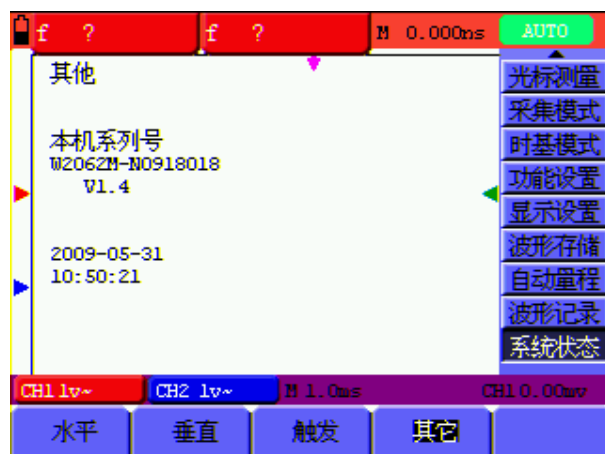 f ? f ? M 0.000ns AUTO
其他
本机系列号
W2062M-N0918018
V1.4
2009-05-31
10:50:21
光标测量
采集模式
时基模式
功能设置
显示设置
波形存储
自动量程
波形记录
系统状态
CH1 1v~ CH2 1v~ M 1.0ms CH1 0.00mv
水平 垂直 触发 其它